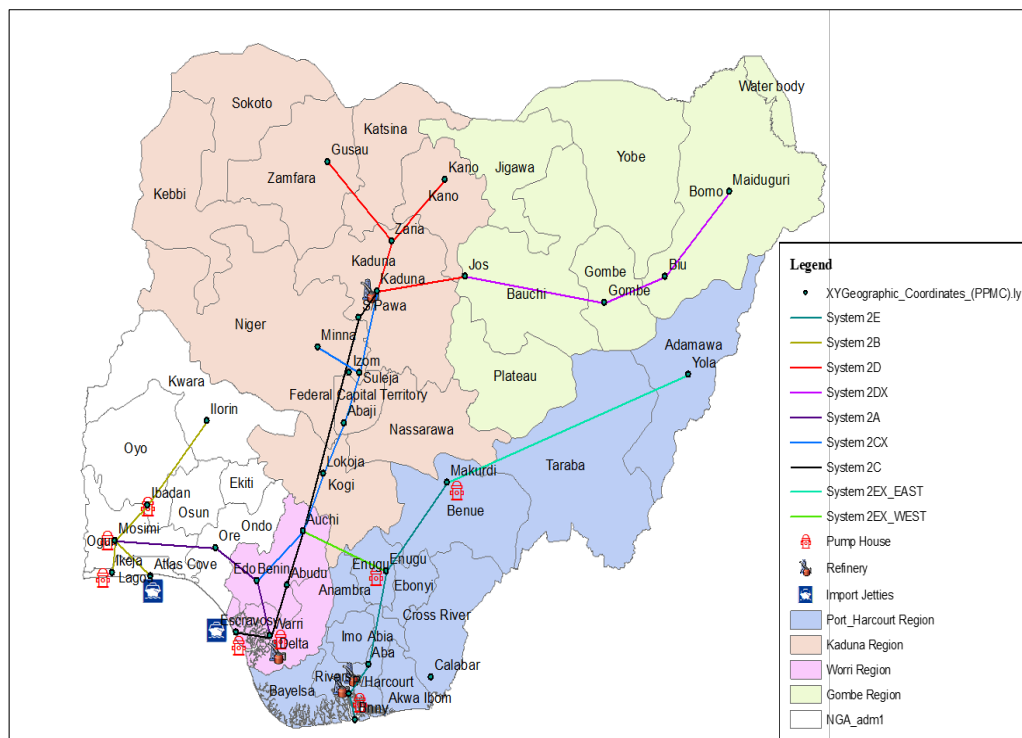 Water body
Sokoto
Katsina
Gusau
Yobe
Kano
Jigawa
Zamfara
Maiduguri
Kebbi
Kano
Borno
Zaria
Kaduna
Jos
Gombe
Biu
Kaduna
Bauchi
Gombe
S/Pawa
Niger
Minna
Adamawa
Izom
Yola
Kwara
Suleja
Plateau
Federal Capital Territory
Ilorin
Abaji
Nassarawa
Oyo
Lokoja
Makurdi
Taraba
Ekiti
Kogi
Ibadan
Benue
Osun
Ondo
Auchi
Mosimi
Ogun
Ore
Enugu
Ikeja
Atlas Cove
Edo
Benin
Abudu
Enugu
Lagos
Anambra
Ebonyi
Escravos
Warri
Cross River
Delta
Imo
Abia
Aba
Calabar
Rivers
P/Harcourt
Bayelsa
Akwa Ibom
Legend
XYGeographic_Coordinates_(PPMC).ly
System 2E
System 2B
System 2D
System 2DX
System 2A
System 2CX
System 2C
System 2EX_EAST
System 2EX_WEST
Pump House
Refinery
Import Jetties
Port_Harcourt Region
Kaduna Region
Worri Region
Gombe Region
NGA_adm1